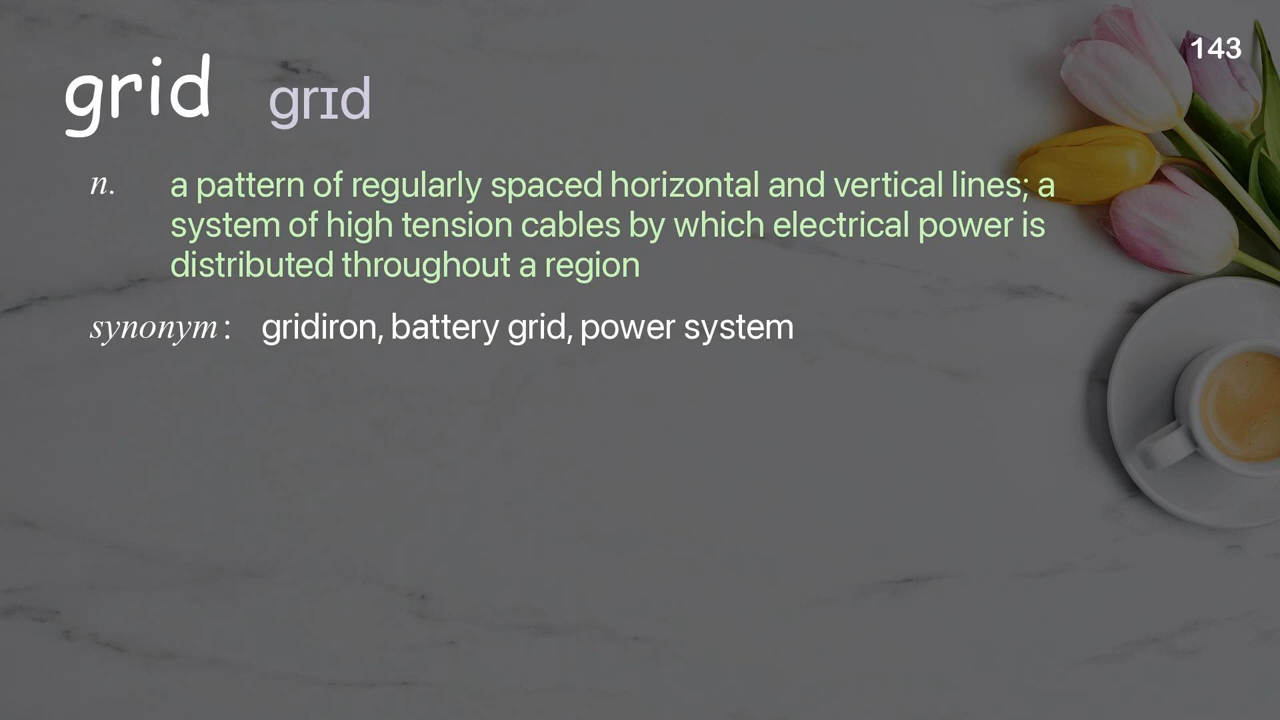 143
grid grɪd
n. a pattern of regularly spaced horizontal and vertical lines; a
system of high tension cables by which electrical power is
distributed throughout a region
synonym: gridiron, battery grid, power system